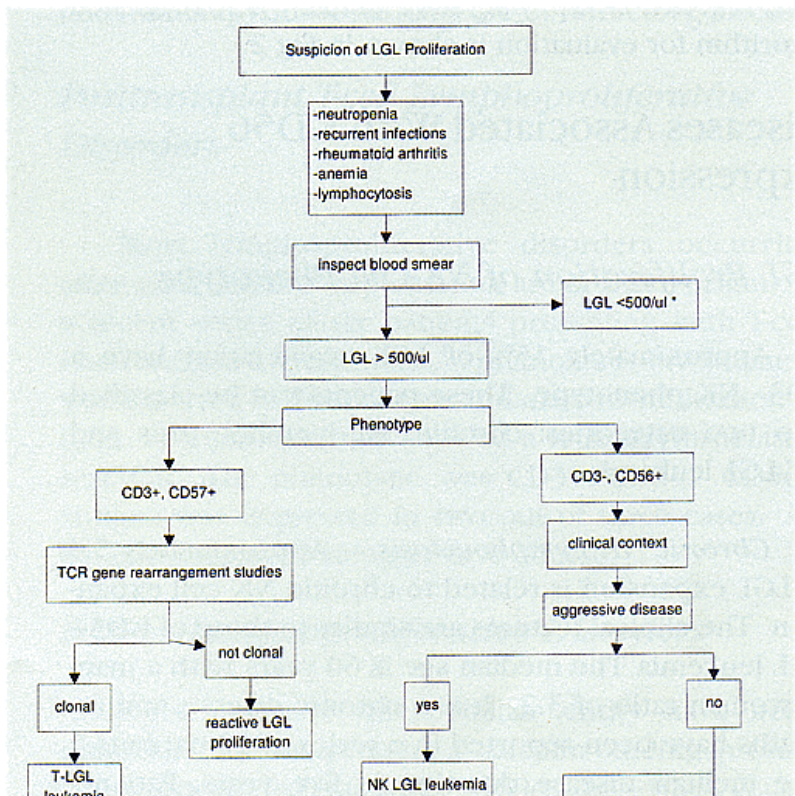 Suspicion of LGL Proliferation
-neutropenia
-recurrent infections
-rheumatoid arthritis
-anemia
-lymphocytosis
Inspect blood smear
LGL <500/ul *
LGL > 500/ul
Phenotype
CD3+, CD57+
CD3-, CD56+
TCR gene rearrangement studies
clinical context
aggressive disease
not clonal
clonal
yes
no
reactive LGL
proliferation
T-LGL
leukemia
NK LGL leukemia